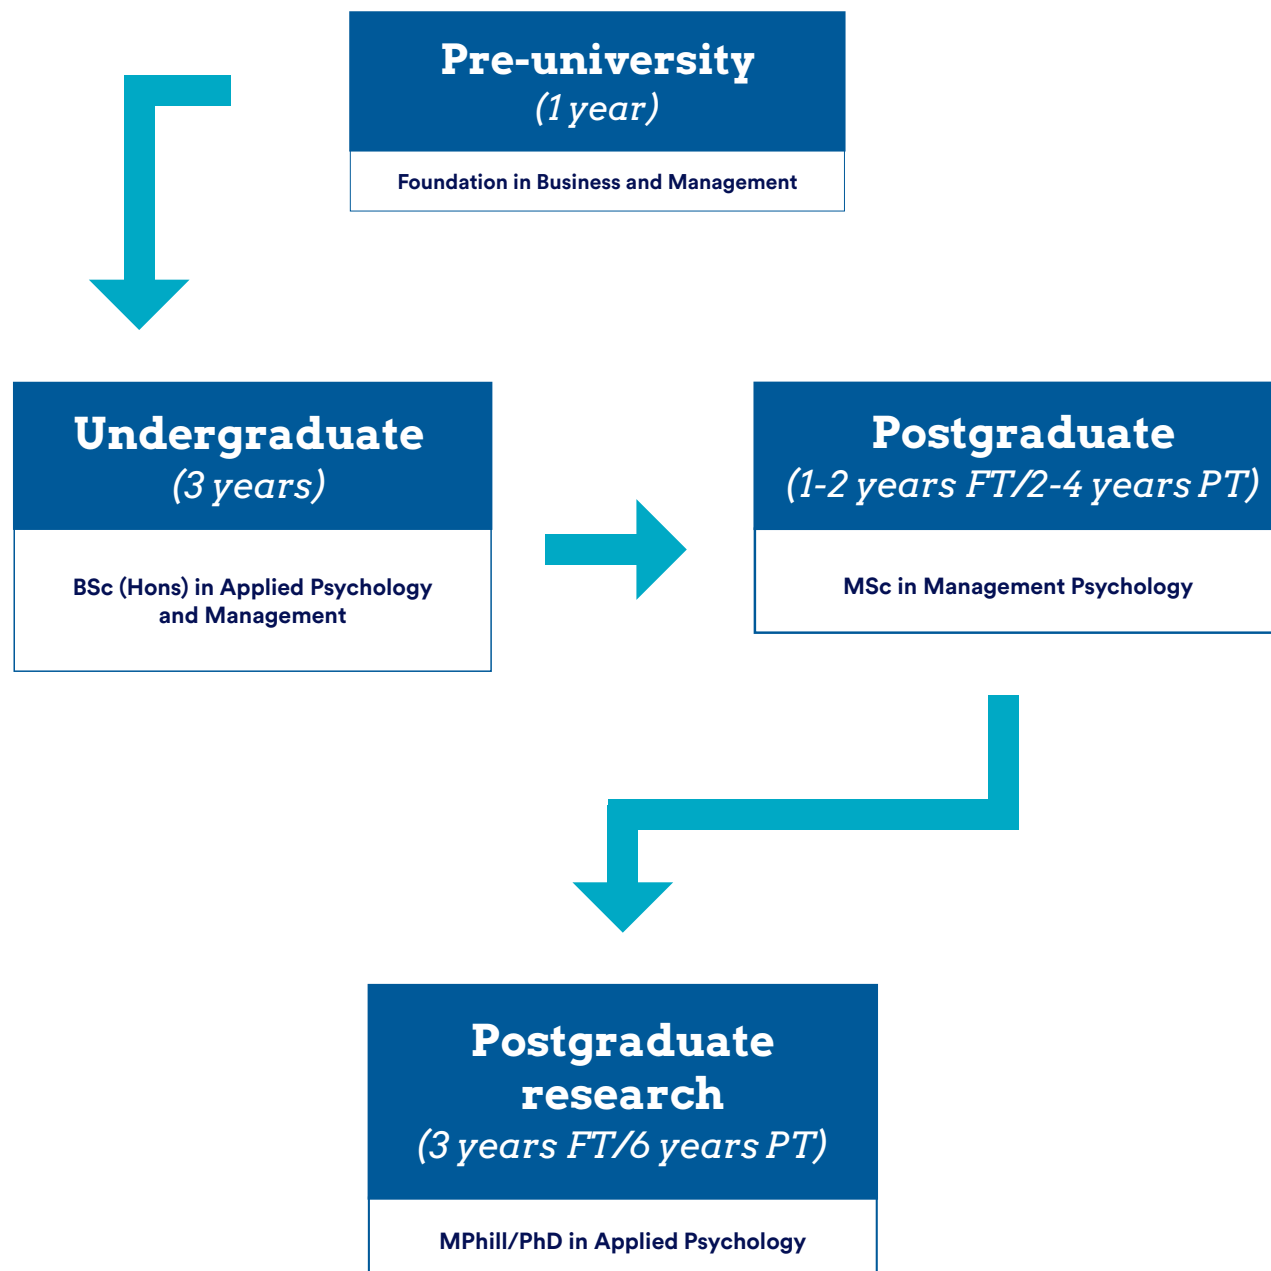 Pre-university
(1 year)
Foundation in Business and Management
Undergraduate
(3 years)
BSc (Hons) in Applied Psychology
and Management
Postgraduate
(1-2 years FT/2-4 years PT)
MSc in Management Psychology
Postgraduate
research
(3 years FT/6 years PT)
MPhill/PhD in Applied Psychology